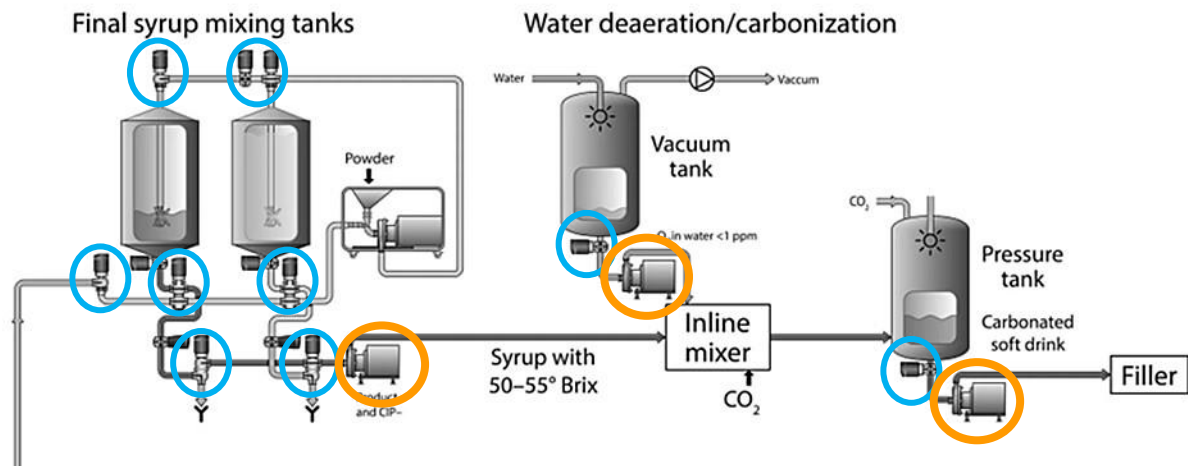 Final syrup mixing tanks
Water deaeration/carbonization
Water
Vaccum
Powder
Vacuum
tank
in water <1 ppm
CO₂
Pressure
tank
Carbonated
soft drink
Inline
mixer
Syrup with
50–55° Brix
CO₂
Filler
Product
and CIP–